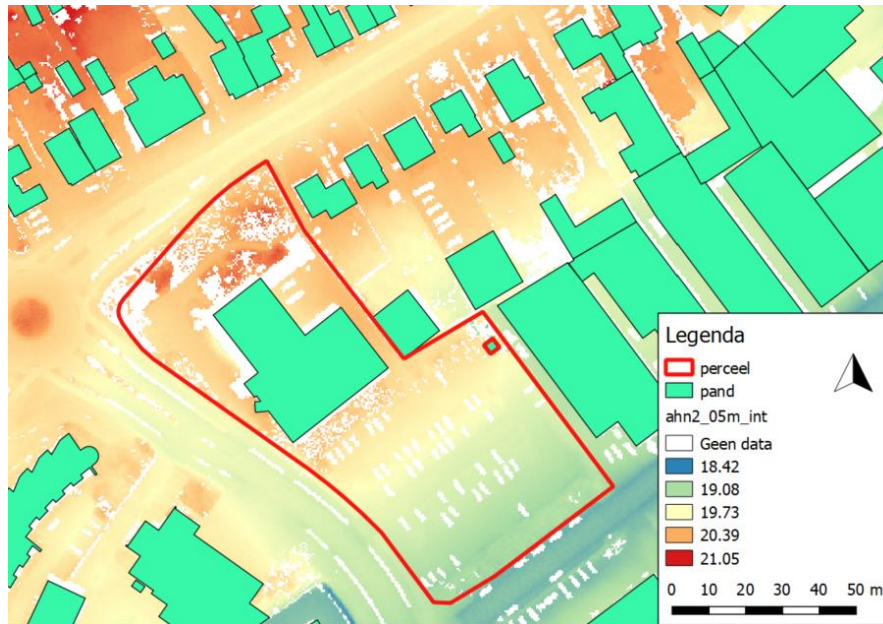 Legenda
perceel
pand
ahn2_05m_int
Geen data
18.42
19.08
19.73
20.39
21.05
0 10 20 30 40 50 m